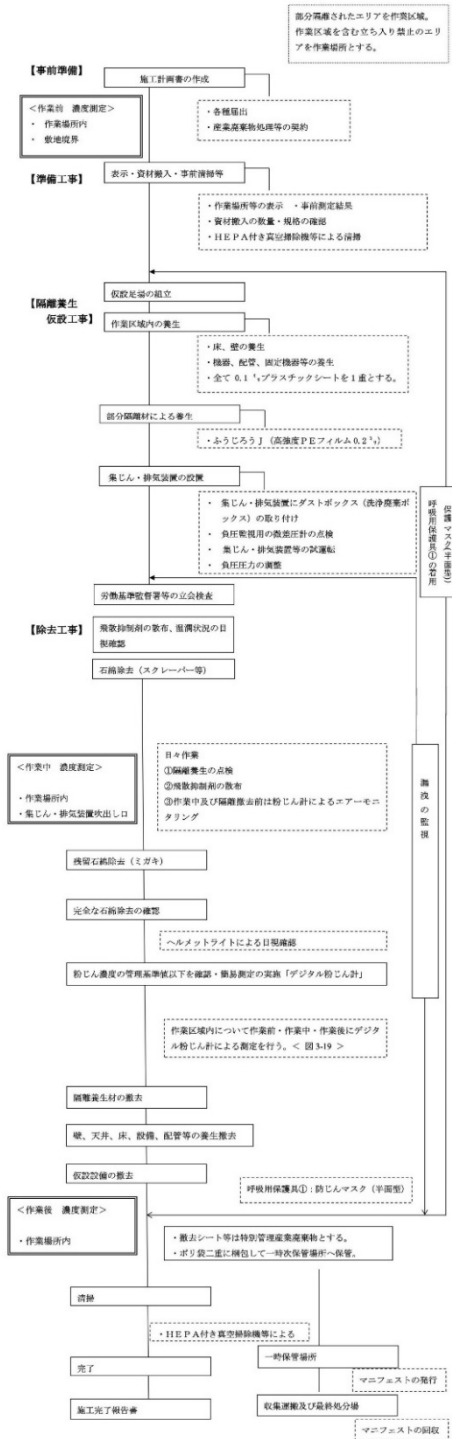 部分隔離されたエリアを作業区域。
作業区域を含む立ち入り禁止のエリ
アを作業場所とする。
【事前準備】
施工計画書の作成
<作業前 濃度測定>
・ 作業場所内
・ 敷地境界
・各種届出
・産業廃棄物処理等の契約
【準備工事】
表示・資材搬入・事前清掃等
・作業場所等の表示 ・事前測定結果
・資材搬入の数量・規格の確認
・HEPA付き真空掃除機等による清掃
仮設足場の組立
【隔離養生
仮設工事】
作業区域内の養生
・床、壁の養生
・機器、配管、固定機器等の養生
・全て 0.1㍉プラスチックシートを1重とする。
部分隔離材による養生
・ふうじろうJ(高強度PEフィルム0.2㍉)
集じん・排気装置の設置
・ 集じん・排気装置にダストボックス(洗浄廃棄ボ
ックス)の取り付け
・ 負圧監視用の微差圧計の点検
・ 集じん・排気装置等の試運転
・ 負圧圧力の調整
保護マスク(半面型)
呼吸用保護具①の着用
労働基準監督署等の立会検査
【除去工事】
飛散抑制剤の散布、湿潤状況の目
視確認
石綿除去(スクレーパー等)
<作業中 濃度測定>
・作業場所内
・集じん・排気装置吹出し口
日々作業
①隔離養生の点検
②飛散抑制剤の散布
③作業中及び隔離撤去前は粉じん計によるエアーモニ
タリング
漏洩の監視
残留石綿除去(ミガキ)
完全な石綿除去の確認
ヘルメットライトによる目視確認
粉じん濃度の管理基準値以下を確認・簡易測定の実施「デジタル粉じん計」
作業区域内について作業前・作業中・作業後にデジタ
ル粉じん計による測定を行う。< 図3-19 >
隔離養生材の撤去
壁、天井、床、設備、配管等の養生撤去
仮設設備の撤去
呼吸用保護具①:防じんマスク(半面型)
<作業後 濃度測定>
・作業場所内
・撤去シート等は特別管理産業廃棄物とする。
・ポリ袋二重に梱包して一時保管場所へ保管。
清掃
・HEPA付き真空掃除機等による
一時保管場所
完了
マニフェストの発行
施工完了報告書
収集運搬及び最終処分場
マニフェストの回収